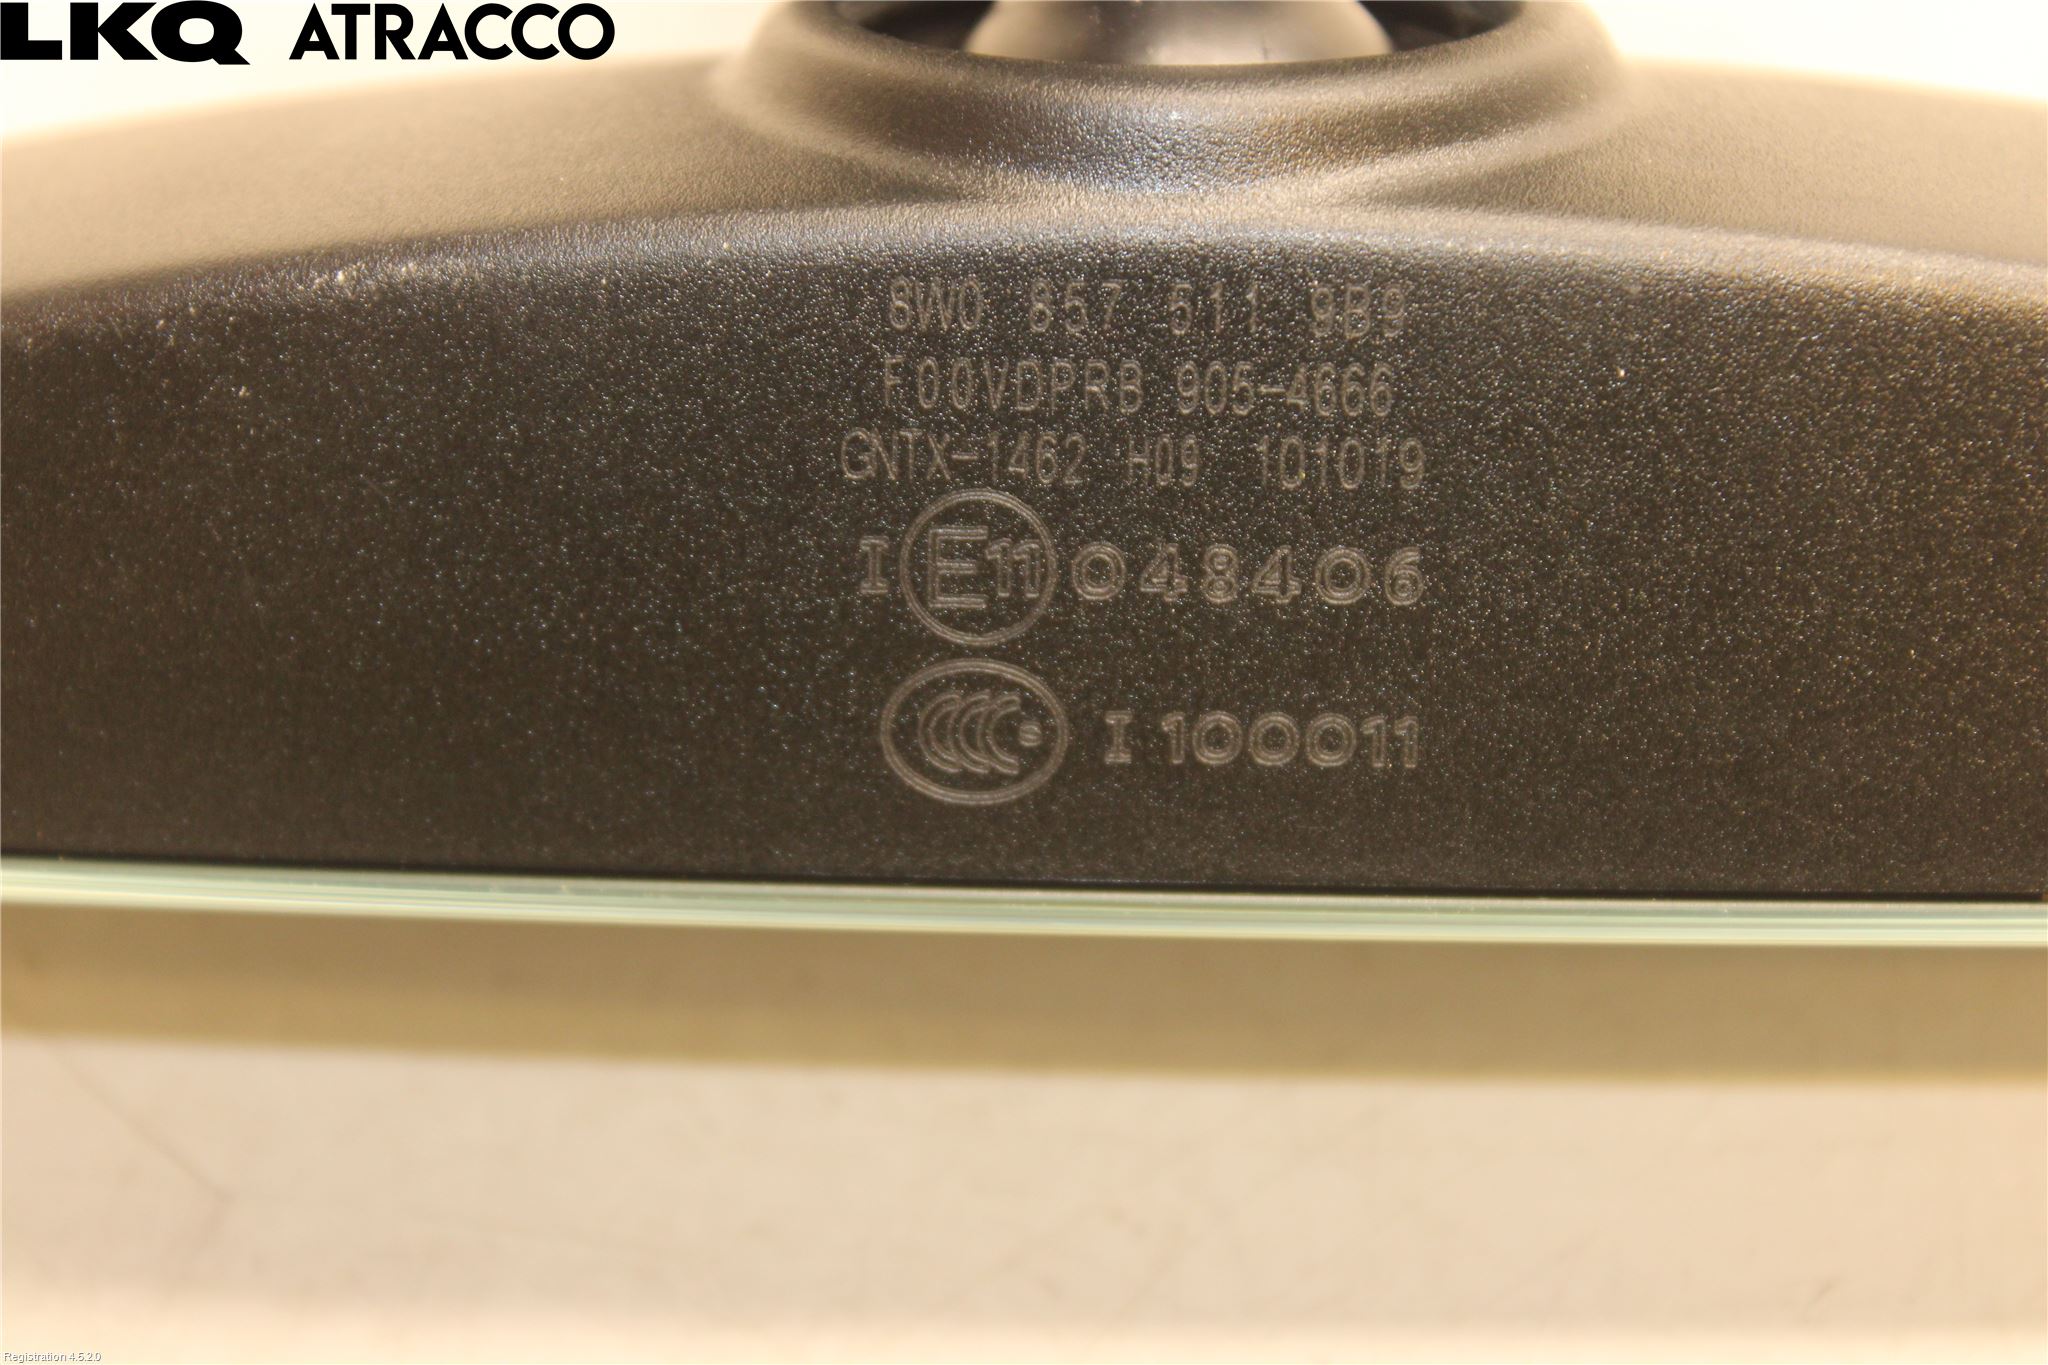 LKQ ATRACCO
8W0 857 511 9B9
F00VDPRB 905-4666
GNTX-1462 H09 101019
I E11 048406
CCC I 100011
Registration 4.5.2.0